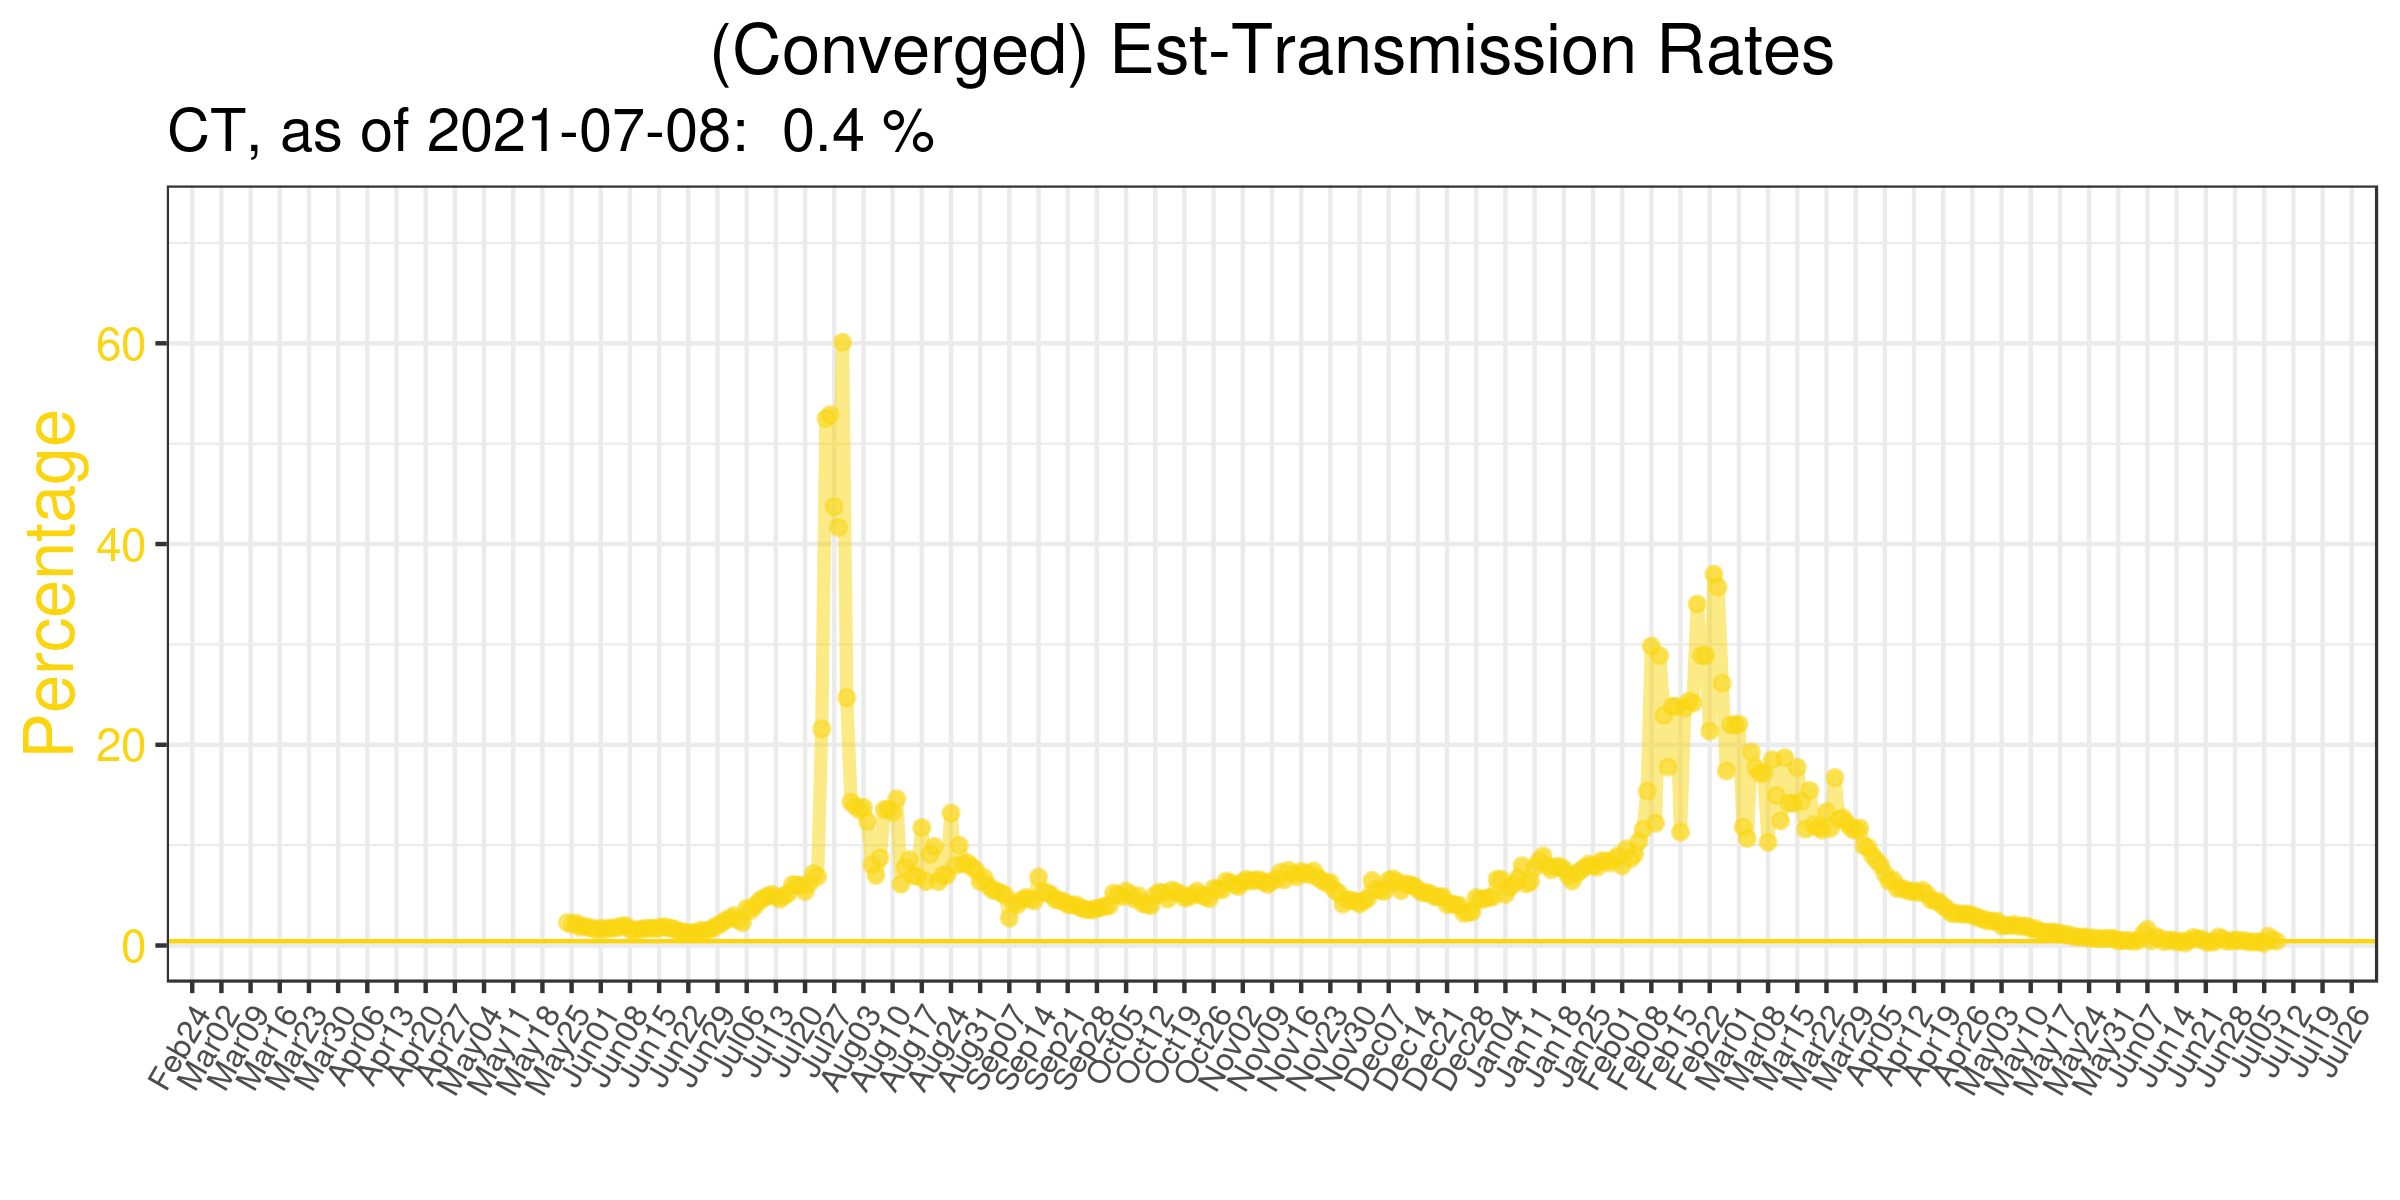 (Converged) Est-Transmission Rates
CT, as of 2021-07-08:  0.4 %
Percentage
60
40
20
0
Feb24
Mar02
Mar09
Mar16
Mar23
Mar30
Apr06
Apr13
Apr20
Apr27
May04
May11
May18
May25
Jun01
Jun08
Jun15
Jun22
Jun29
Jul06
Jul13
Jul20
Jul27
Aug03
Aug10
Aug17
Aug24
Aug31
Sep07
Sep14
Sep21
Sep28
Oct05
Oct12
Oct19
Oct26
Nov02
Nov09
Nov16
Nov23
Nov30
Dec07
Dec14
Dec21
Dec28
Jan04
Jan11
Jan18
Jan25
Feb01
Feb08
Feb15
Feb22
Mar01
Mar08
Mar15
Mar22
Mar29
Apr05
Apr12
Apr19
Apr26
May03
May10
May17
May24
May31
Jun07
Jun14
Jun21
Jun28
Jul05
Jul12
Jul19
Jul26